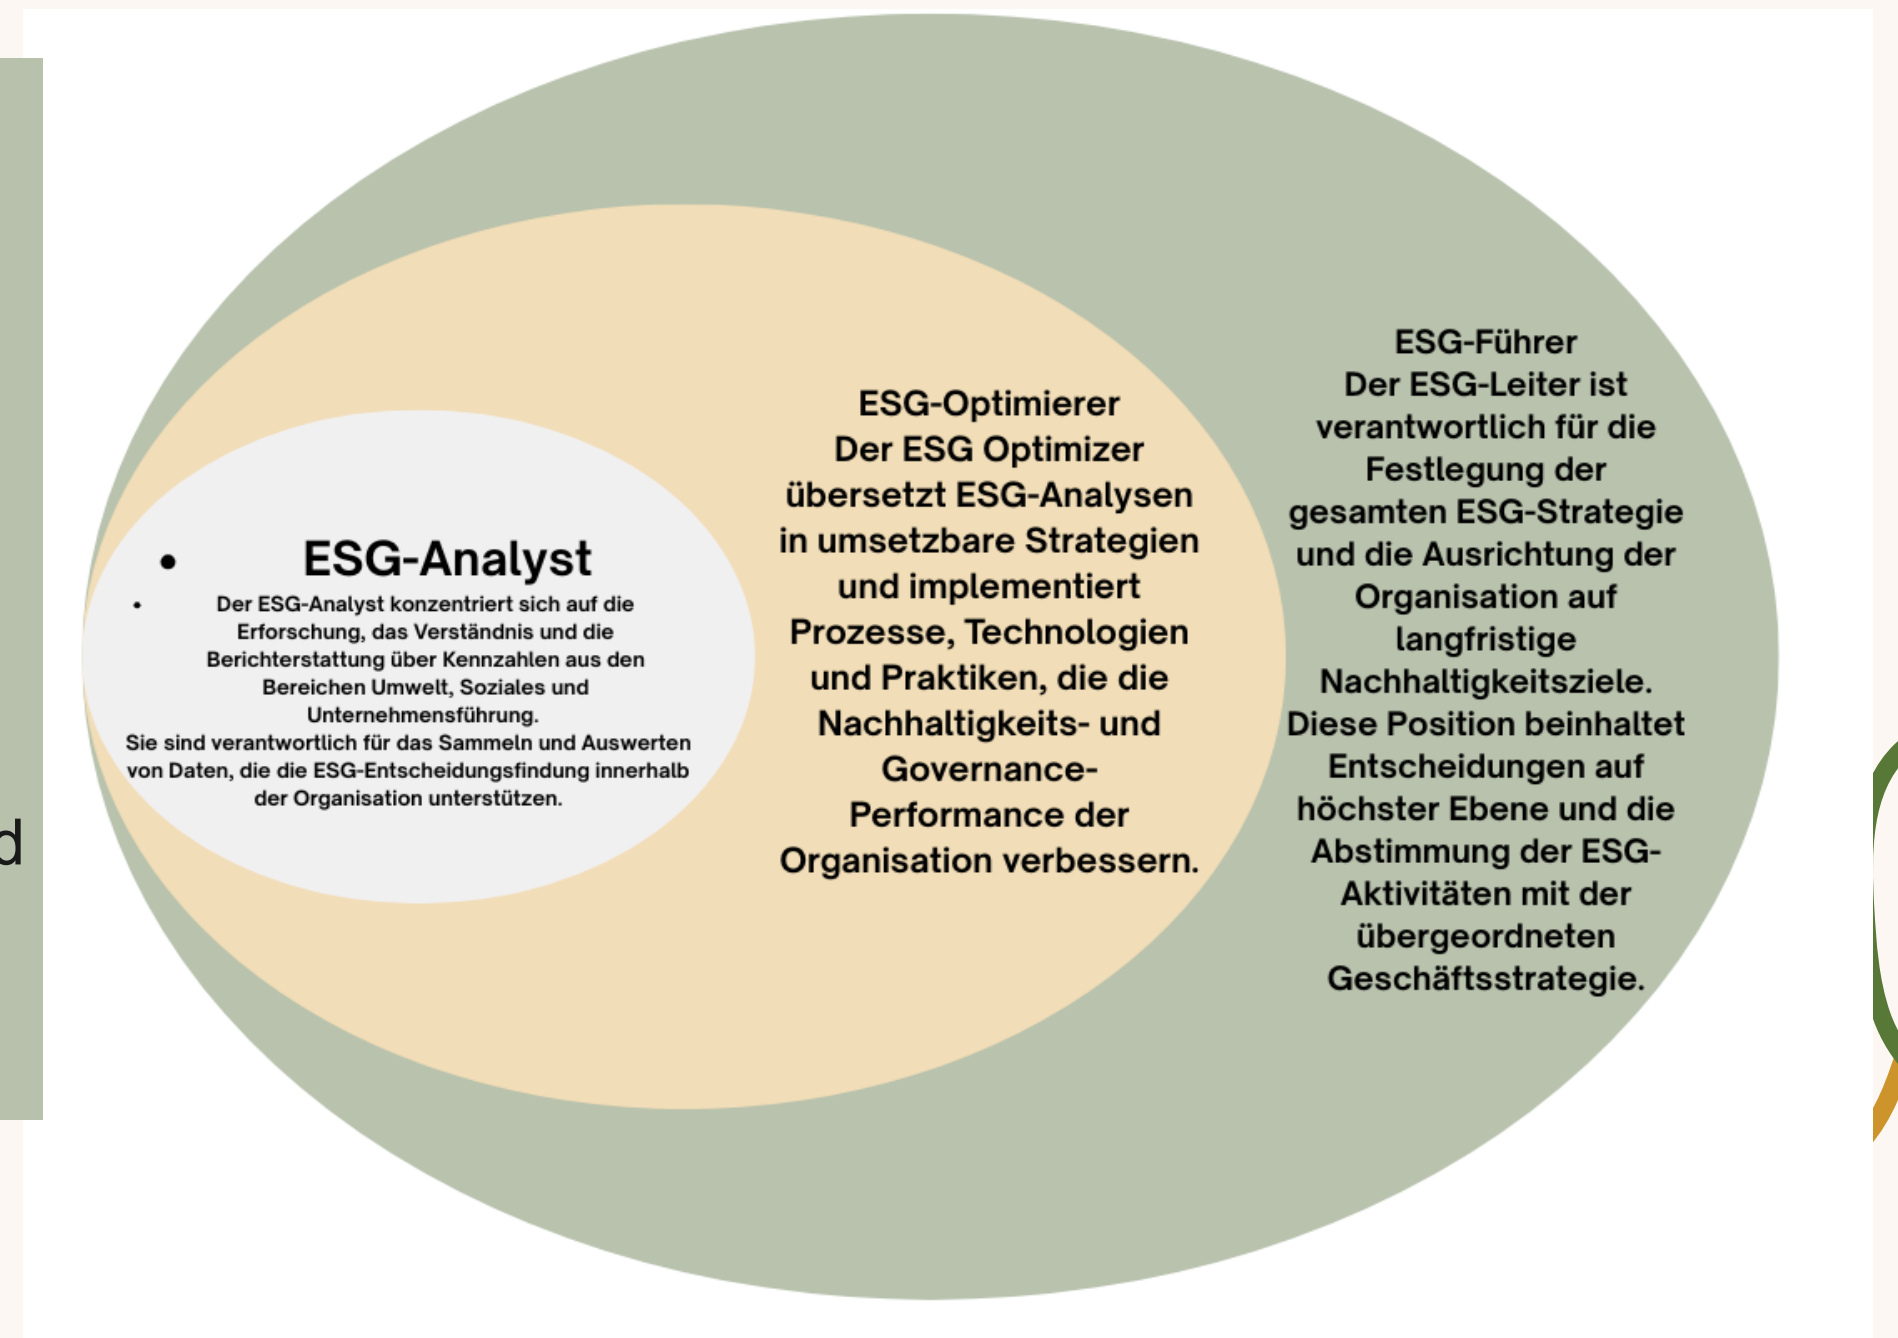 • ESG-Analyst
• Der ESG-Analyst konzentriert sich auf die
Erforschung, das Verständnis und die
Berichterstattung über Kennzahlen aus den
Bereichen Umwelt, Soziales und
Unternehmensführung.
Sie sind verantwortlich für das Sammeln und Auswerten
von Daten, die die ESG-Entscheidungsfindung innerhalb
der Organisation unterstützen.
ESG-Optimierer
Der ESG Optimizer
übersetzt ESG-Analysen
in umsetzbare Strategien
und implementiert
Prozesse, Technologien
und Praktiken, die die
Nachhaltigkeits- und
Governance-
Performance der
Organisation verbessern.
ESG-Führer
Der ESG-Leiter ist
verantwortlich für die
Festlegung der
gesamten ESG-Strategie
und die Ausrichtung der
Organisation auf
langfristige
Nachhaltigkeitsziele.
Diese Position beinhaltet
Entscheidungen auf
höchster Ebene und die
Abstimmung der ESG-
Aktivitäten mit der
übergeordneten
Geschäftsstrategie.